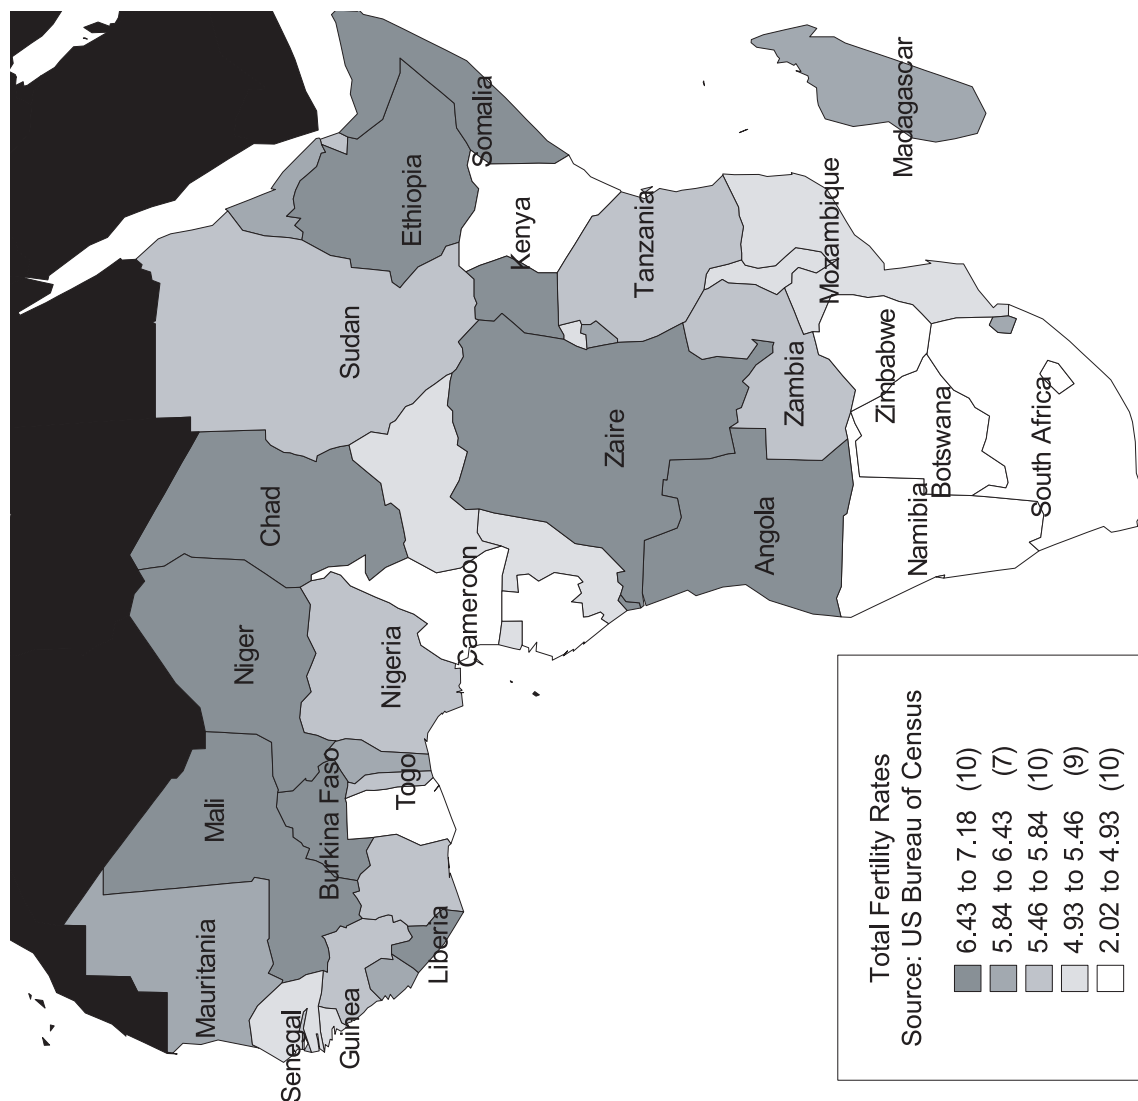 Mauritania
Mali
Niger
Chad
Senegal
Burkina Faso
Guinea
Sudan
Nigeria
Togo
Ethiopia
Liberia
Cameroon
Somalia
Kenya
Zaire
Tanzania
Angola
Zambia
Mozambique
Zimbabwe
Madagascar
Namibia
Botswana
South Africa
Total Fertility Rates
Source: US Bureau of Census
6.43 to 7.18 (10)
5.84 to 6.43 (7)
5.46 to 5.84 (10)
4.93 to 5.46 (9)
2.02 to 4.93 (10)